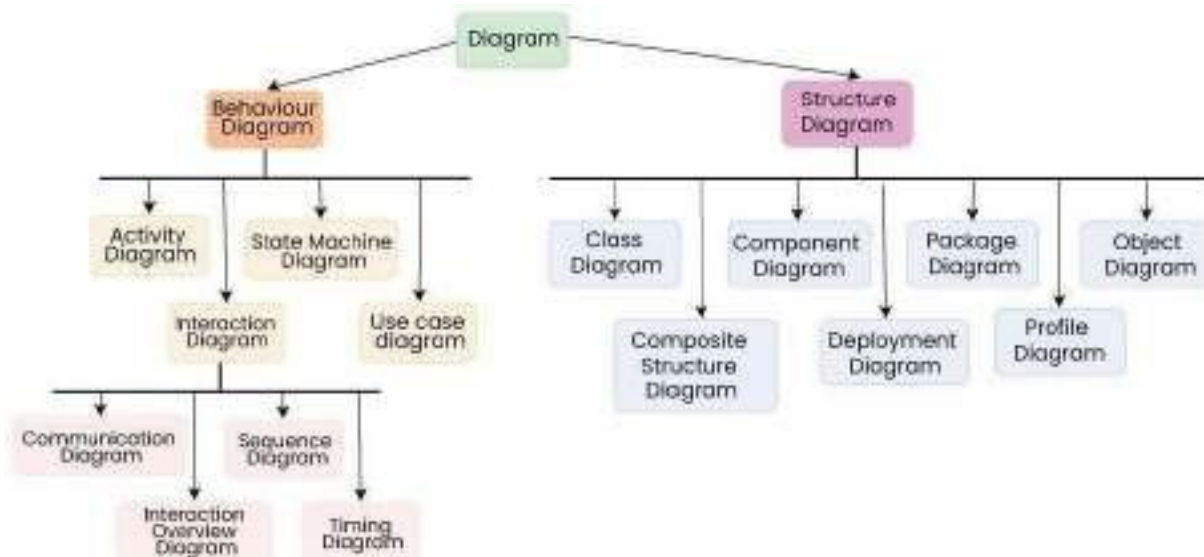 Diagram
Behaviour
Diagram
Structure
Diagram
Activity
Diagram
State Machine
Diagram
Interaction
Diagram
Use case
diagram
Communication
Diagram
Sequence
Diagram
Interaction
Overview
Diagram
Timing
Diagram
Class
Diagram
Component
Diagram
Package
Diagram
Object
Diagram
Composite
Structure
Diagram
Deployment
Diagram
Profile
Diagram